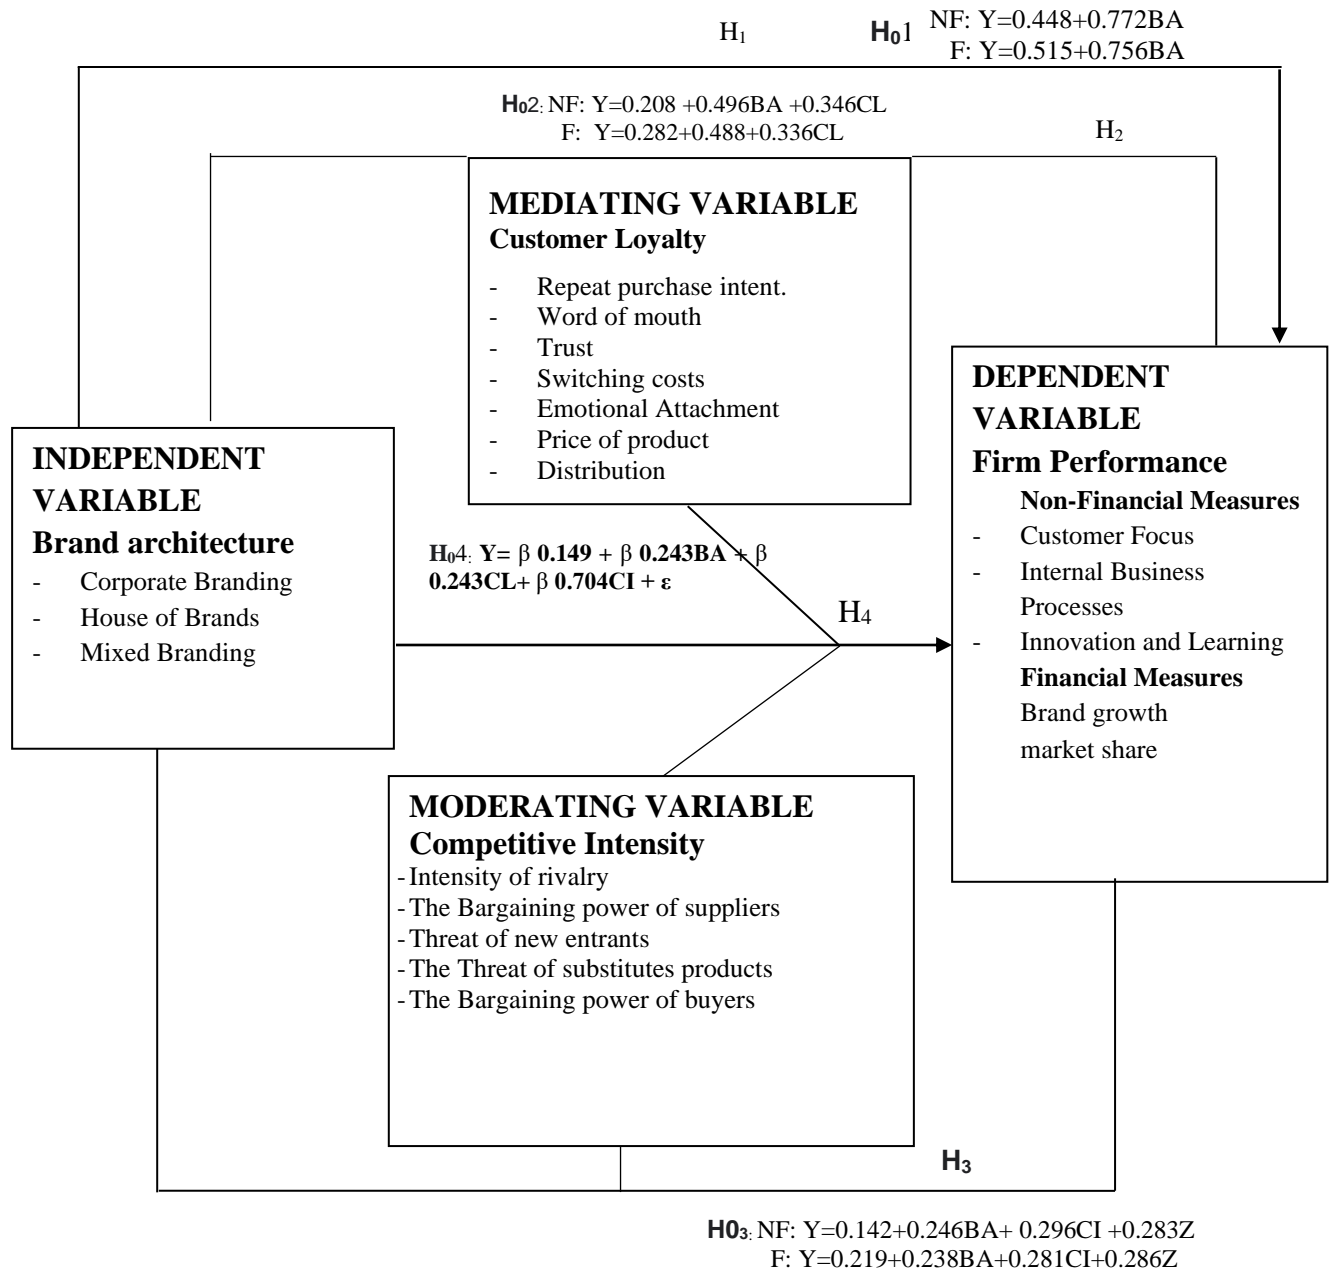 H₁
H₀1
NF: Y=0.448+0.772BA
F: Y=0.515+0.756BA
H₀2: NF: Y=0.208 +0.496BA +0.346CL
F: Y=0.282+0.488+0.336CL
H₂
MEDIATING VARIABLE
Customer Loyalty
- Repeat purchase intent.
- Word of mouth
- Trust
- Switching costs
- Emotional Attachment
- Price of product
- Distribution
INDEPENDENT
VARIABLE
Brand architecture
- Corporate Branding
- House of Brands
- Mixed Branding
H₀4: Y= β 0.149 + β 0.243BA + β
0.243CL+ β 0.704CI + ε
H₄
DEPENDENT
VARIABLE
Firm Performance
Non-Financial Measures
- Customer Focus
- Internal Business
Processes
- Innovation and Learning
Financial Measures
Brand growth
market share
MODERATING VARIABLE
Competitive Intensity
- Intensity of rivalry
- The Bargaining power of suppliers
- Threat of new entrants
- The Threat of substitutes products
- The Bargaining power of buyers
H₃
H0₃: NF: Y=0.142+0.246BA+ 0.296CI +0.283Z
F: Y=0.219+0.238BA+0.281CI+0.286Z